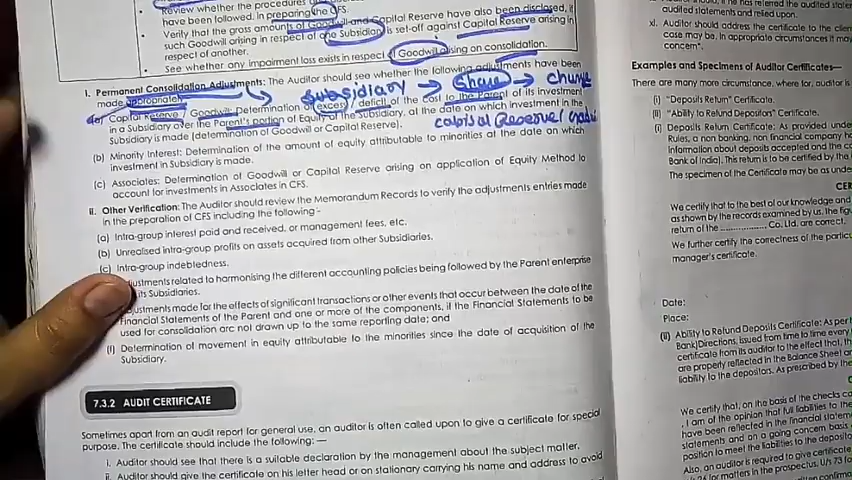 Review whether the procedures
have been followed, in preparing the CFS.
Verify that the gross amounts of Goodwill and Capital Reserve have also been disclosed, if
such Goodwill arising in respect of one Subsidiary is set-off against Capital Reserve arising in
respect of another.
See whether any impairment loss exists in respect of Goodwill arising on consolidation.
i. Permanent Consolidation Adjustments: The Auditor should see whether the following adjustments have been
made appropriately
subsidiary → share → change
(a) Capital Reserve / Goodwill: Determination of excess / deficit of the cost to the Parent of its investment
in a Subsidiary over the Parent's portion of Equity of the Subsidiary, at the date on which investment in the
Subsidiary is made (determination of Goodwill or Capital Reserve).
capital Reserve/
(b) Minority Interest: Determination of the amount of equity attributable to minorities at the date on which
investment in Subsidiary is made.
(c) Associates: Determination of Goodwill or Capital Reserve arising on application of Equity Method to
account for investments in Associates in CFS.
ii. Other Verification: The Auditor should review the Memorandum Records to verify the adjustments entries made
in the preparation of CFS including the following -
(a) Intra-group interest paid and received, or management fees, etc.
(b) Unrealised intra-group profits on assets acquired from other Subsidiaries.
(c) Intra-group indebtedness.
djustments related to harmonising the different accounting policies being followed by the Parent enterprise
its Subsidiaries.
djustments made for the effects of significant transactions or other events that occur between the date of the
Financial Statements of the Parent and one or more of the components, if the Financial Statements to be
used for consolidation are not drawn up to the same reporting date; and
(f) Determination of movement in equity attributable to the minorities since the date of acquisition of the
Subsidiary.
7.3.2 AUDIT CERTIFICATE
Sometimes apart from an audit report for general use, an auditor is often called upon to give a certificate for special
purpose. The certificate should include the following: —
i. Auditor should see that there is a suitable declaration by the management about the subject matter.
ii. Auditor should give the certificate on his letter head or on stationary carrying his name and address to avoid
if, he has referred the audited
audited statements and relied upon.
xi. Auditor should address the certificate to the client
case may be. In appropriate circumstances it may
concern".
Examples and Specimens of Auditor Certificates—
There are many more circumstances, where for, auditor is
(i) "Deposits Return" Certificate.
(ii) "Ability to Refund Depositors" Certificate.
(i) Deposits Return Certificate: As provided under
Rules, a non banking, non financial company
information about deposits accepted and the
Bank of India). This return is to be certified by the
The specimen of the Certificate may be as under
CER
We certify that to the best of our knowledge and
as shown by the records examined by us, the
return of the .................. Co. Ltd. are correct.
We further certify the correctness of the
manager's certificate.
Date:
Place:
(ii) Ability to Refund Deposits Certificate: As per
Bank) Directions, issued from time to time every
certificate from its auditor to the effect that,
are properly reflected in the Balance Sheet
liability to the depositors. As prescribed by the
We certify that, on the basis of the checks
, I am of the opinion that full liabilities to the
have been reflected in the financial
statements and on a going concern basis
position to meet the liabilities to the
Also, an auditor is required to give certificate
for matters in the prospectus. U/s 73